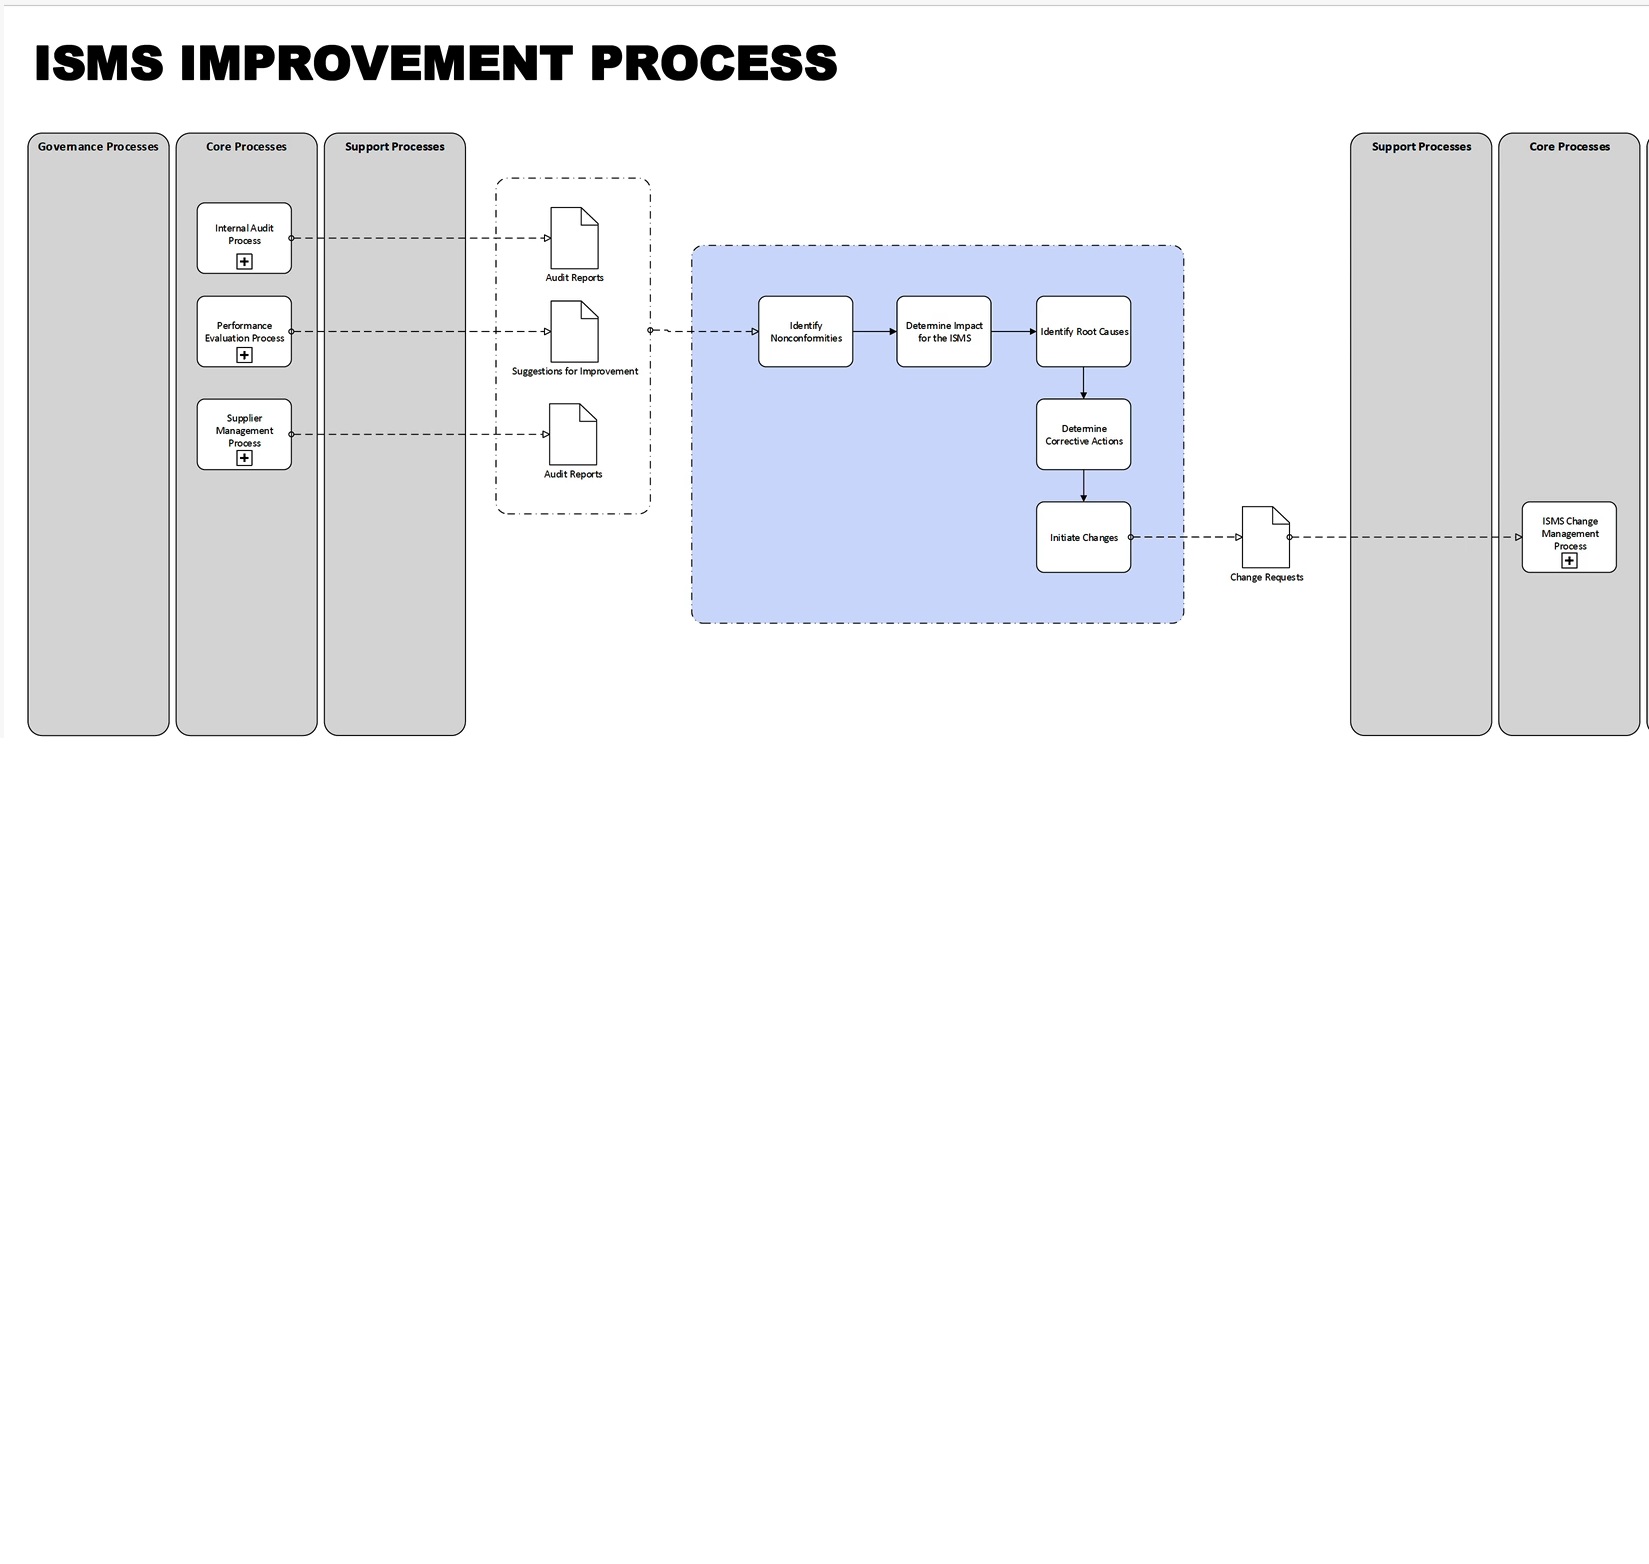 ISMS IMPROVEMENT PROCESS
Governance Processes
Core Processes
Support Processes
Support Processes
Core Processes
Internal Audit
Process
Audit Reports
Performance
Evaluation Process
Suggestions for Improvement
Supplier
Management
Process
Audit Reports
Identify
Nonconformities
Determine Impact
for the ISMS
Identify Root Causes
Determine
Corrective Actions
Initiate Changes
Change Requests
ISMS Change
Management
Process